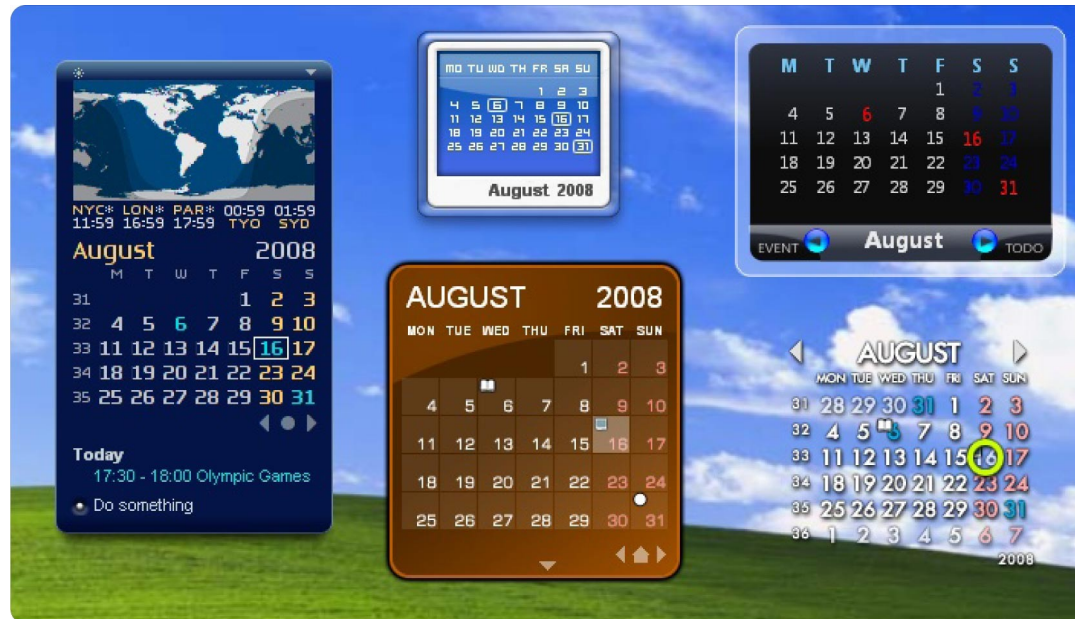 NYC* LON* PAR* 00:59 01:59
11:59 16:59 17:59 TYO SYD
August 2008
M T W T F S S
31 1 2 3
32 4 5 6 7 8 9 10
33 11 12 13 14 15 16 17
34 18 19 20 21 22 23 24
35 25 26 27 28 29 30 31
Today
17:30 - 18:00 Olympic Games
Do something
MO TU WD TH FR SA SU
1 2 3
4 5 6 7 8 9 10
11 12 13 14 15 16 17
18 19 20 21 22 23 24
25 26 27 28 29 30 31
August 2008
AUGUST 2008
MON TUE WED THU FRI SAT SUN
1 2 3
4 5 6 7 8 9 10
11 12 13 14 15 16 17
18 19 20 21 22 23 24
25 26 27 28 29 30 31
M T W T F S S
1 2 3
4 5 6 7 8 9 10
11 12 13 14 15 16 17
18 19 20 21 22 23 24
25 26 27 28 29 30 31
EVENT August TODO
AUGUST
MON TUE WED THU FRI SAT SUN
31 28 29 30 31 1 2 3
32 4 5 6 7 8 9 10
33 11 12 13 14 15 16 17
34 18 19 20 21 22 23 24
35 25 26 27 28 29 30 31
36 1 2 3 4 5 6 7
2008